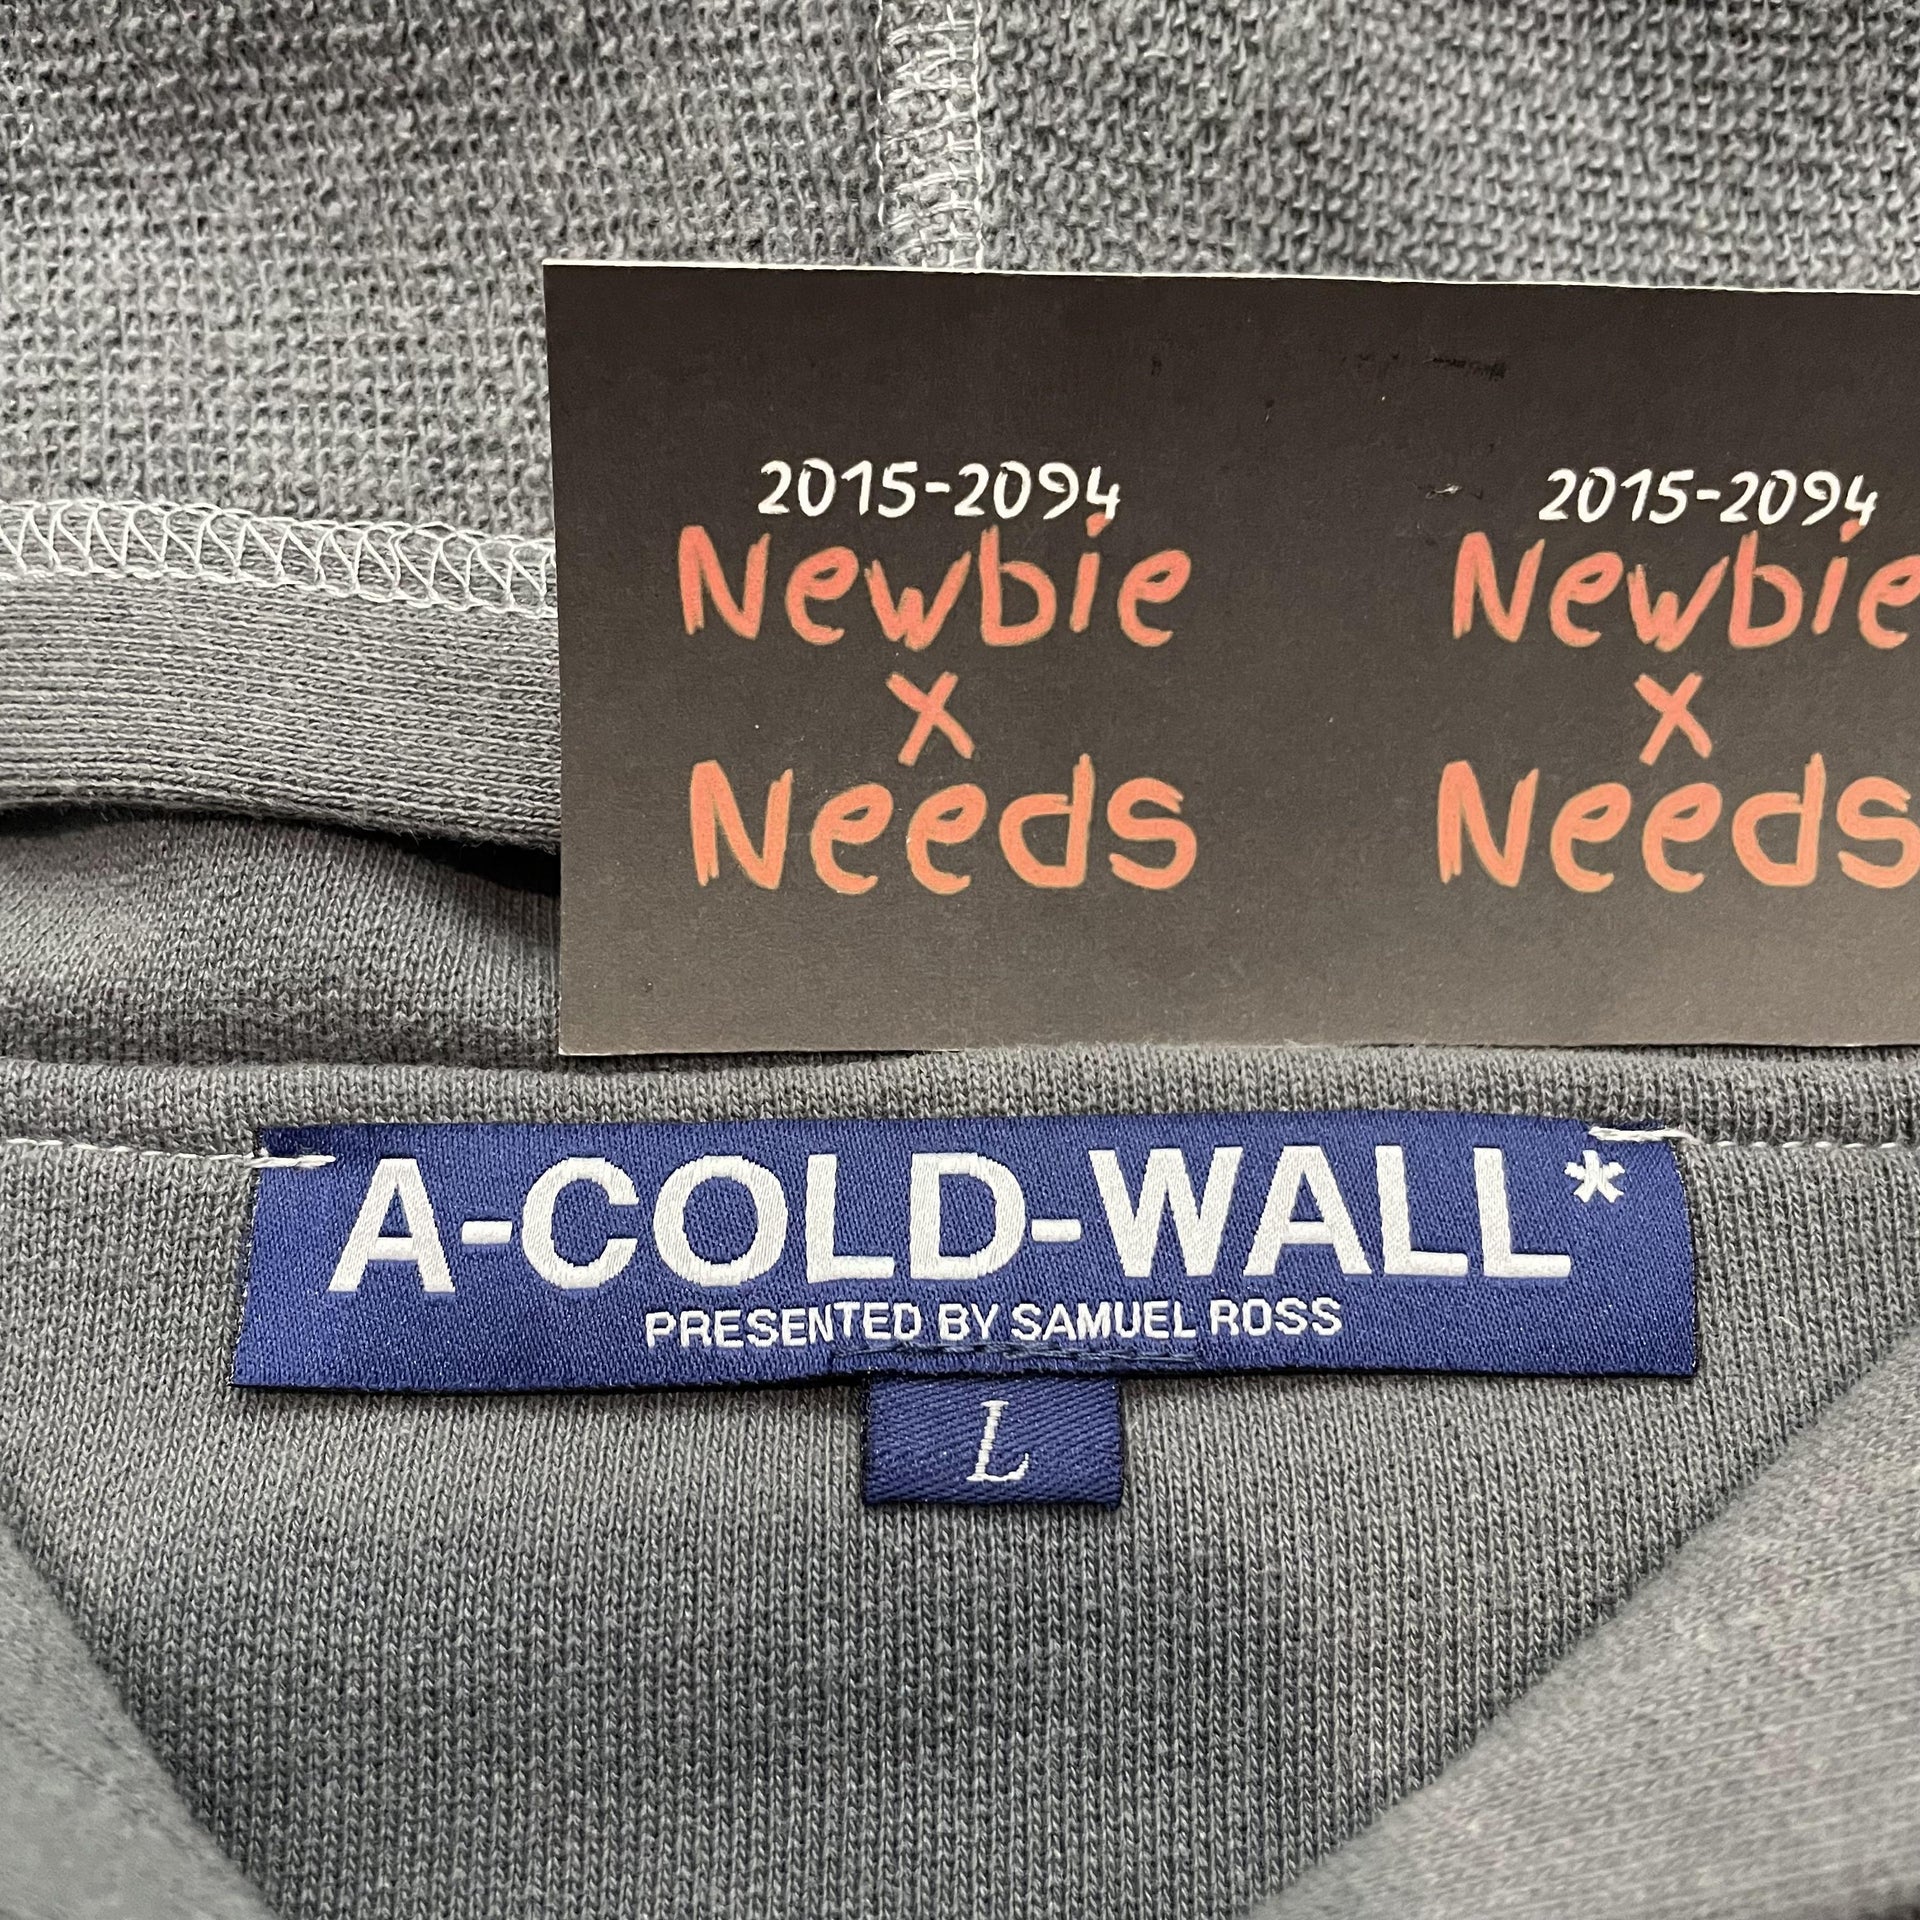 2015-2094 2015-2094
Newbie Newbie
x x
Needs Needs
A-COLD-WALL*
PRESENTED BY SAMUEL ROSS
L